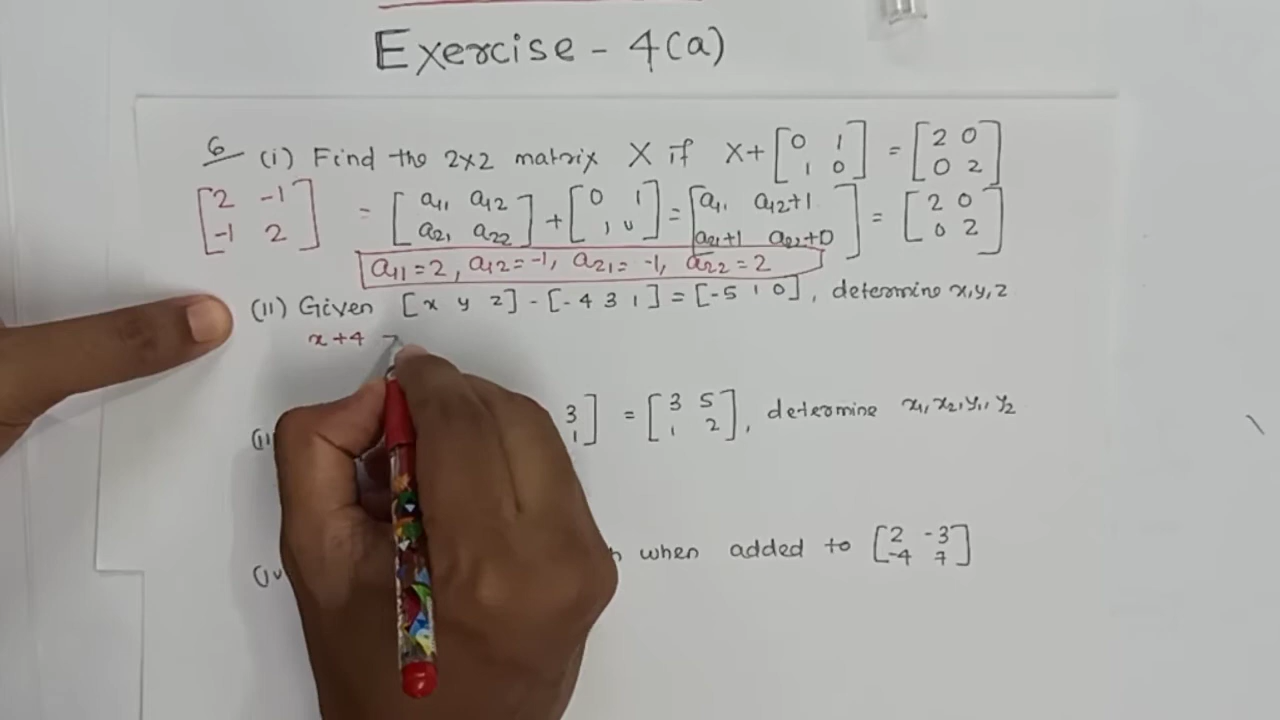 Exercise - 4(a)
6 (i) Find the 2x2 matrix X if X+ [0 1 = [2 0
1 0] 0 2]
[2 -1 = [a11 a12 + [0 1 = [a11 a12+1 = [2 0
-1 2] a21 a22] 1 0] a21+1 a22+0] 0 2]
a11=2, a12=-1, a21=-1, a22=2
(ii) Given [x y z] - [-4 3 1] = [-5 1 0], determine x,y,z
x+4
3 = [3 5 , determine x1, x2, y1, y2
1] 1 2]
when added to [2 -3
-4 7]